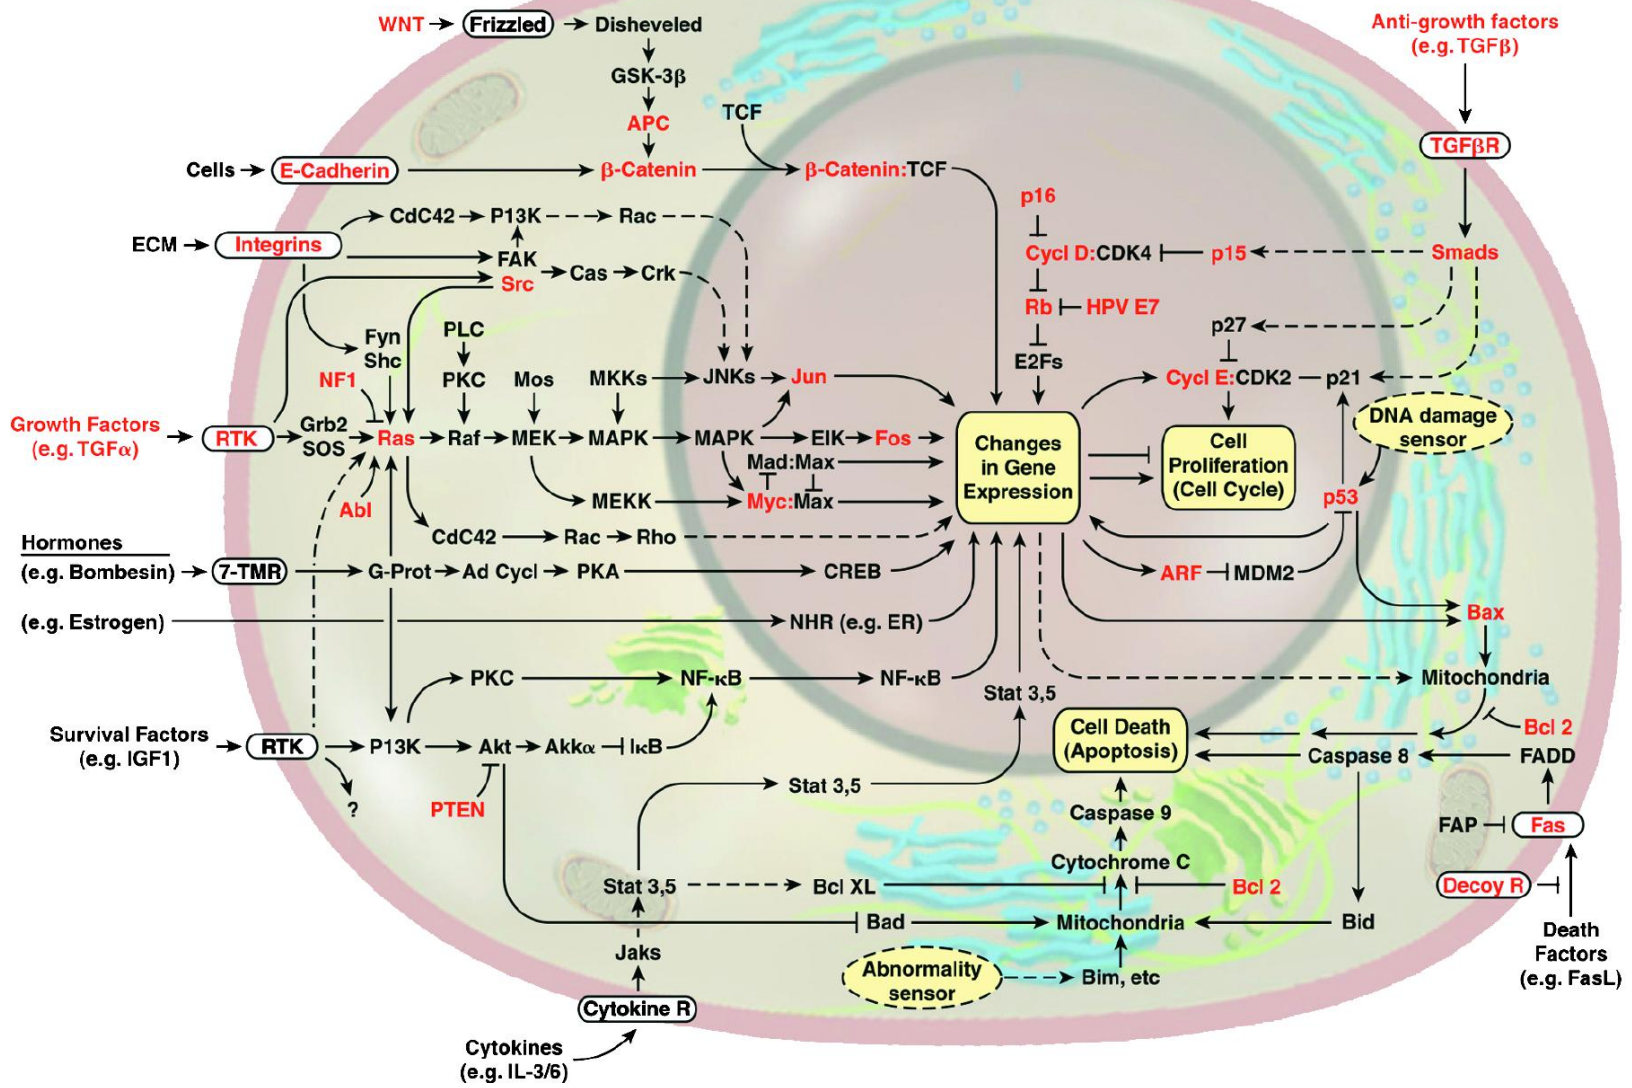 WNT
Frizzled
Disheveled
Anti-growth factors
(e.g. TGFβ)
GSK-3β
TCF
APC
TGFβR
Cells
E-Cadherin
β-Catenin
β-Catenin:TCF
p16
CdC42
P13K
Rac
ECM
Integrins
FAK
Src
Cas
Crk
Cycl D:CDK4
p15
Smads
Rb
HPV E7
Fyn
Shc
PLC
p27
E2Fs
NF1
PKC
Mos
MKKs
JNKs
Jun
Cycl E:CDK2
p21
DNA damage
sensor
Growth Factors
(e.g. TGFα)
RTK
Grb2
SOS
Ras
Raf
MEK
MAPK
MAPK
ElK
Fos
Changes
in Gene
Expression
Cell
Proliferation
(Cell Cycle)
Mad:Max
Abl
MEKK
Myc:Max
p53
CdC42
Rac
Rho
Hormones
(e.g. Bombesin)
7-TMR
G-Prot
Ad Cycl
PKA
CREB
ARF
MDM2
(e.g. Estrogen)
NHR (e.g. ER)
Bax
PKC
NF-κB
NF-κB
Stat 3,5
Mitochondria
Survival Factors
(e.g. IGF1)
RTK
P13K
Akt
Akkα
IκB
Cell Death
(Apoptosis)
Bcl 2
Caspase 8
FADD
?
PTEN
Stat 3,5
Caspase 9
FAP
Fas
Cytochrome C
Stat 3,5
Bcl XL
Bcl 2
Decoy R
Bad
Mitochondria
Bid
Death
Factors
(e.g. FasL)
Jaks
Abnormality
sensor
Bim, etc
Cytokine R
Cytokines
(e.g. IL-3/6)